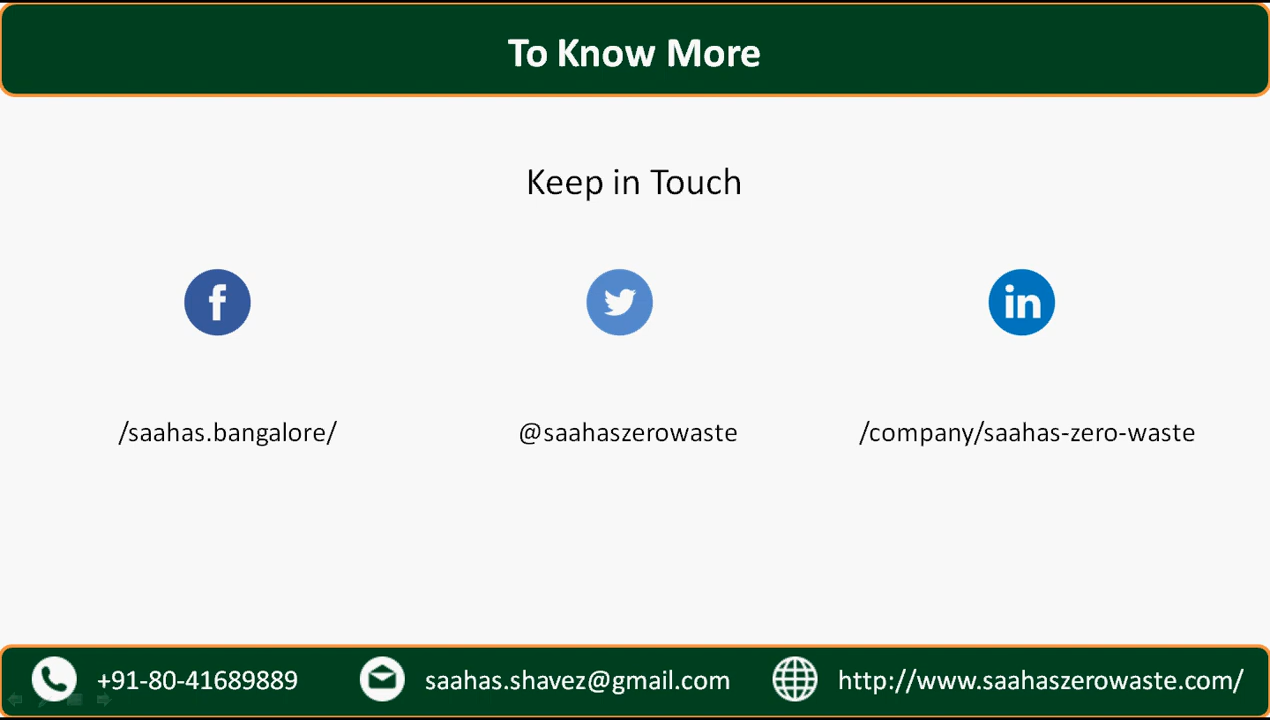 To Know More
Keep in Touch
/saahas.bangalore/ @saahaszerowaste /company/saahas-zero-waste
+91-80-41689889 saahas.shavez@gmail.com http://www.saahaszerowaste.com/